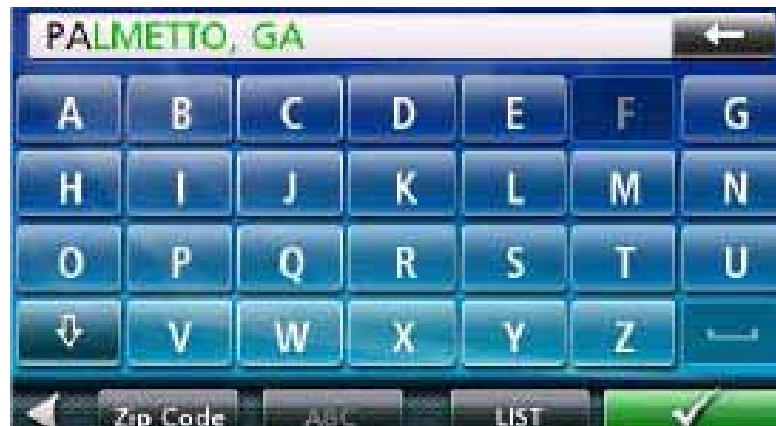 PALMETTO, GA
A B C D E F G
H I J K L M N
O P Q R S T U
V W X Y Z
Zip Code ABC LIST